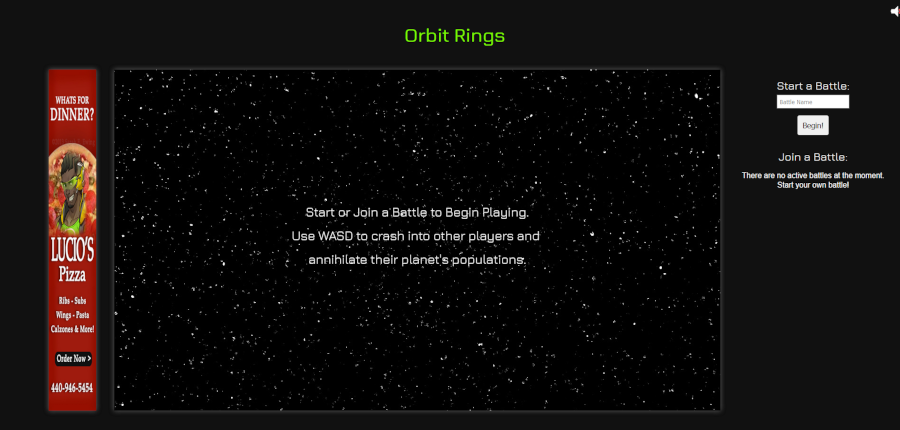 Orbit Rings
WHATS FOR
DINNER?
LUCIO'S
Pizza
Ribs - Subs
Wings - Pasta
Calzones & More!
Order Now >
440-946-5454
Start or Join a Battle to Begin Playing.
Use WASD to crash into other players and
annihilate their planet's populations.
Start a Battle:
Battle Name
Begin!
Join a Battle:
There are no active battles at the moment.
Start your own battle!